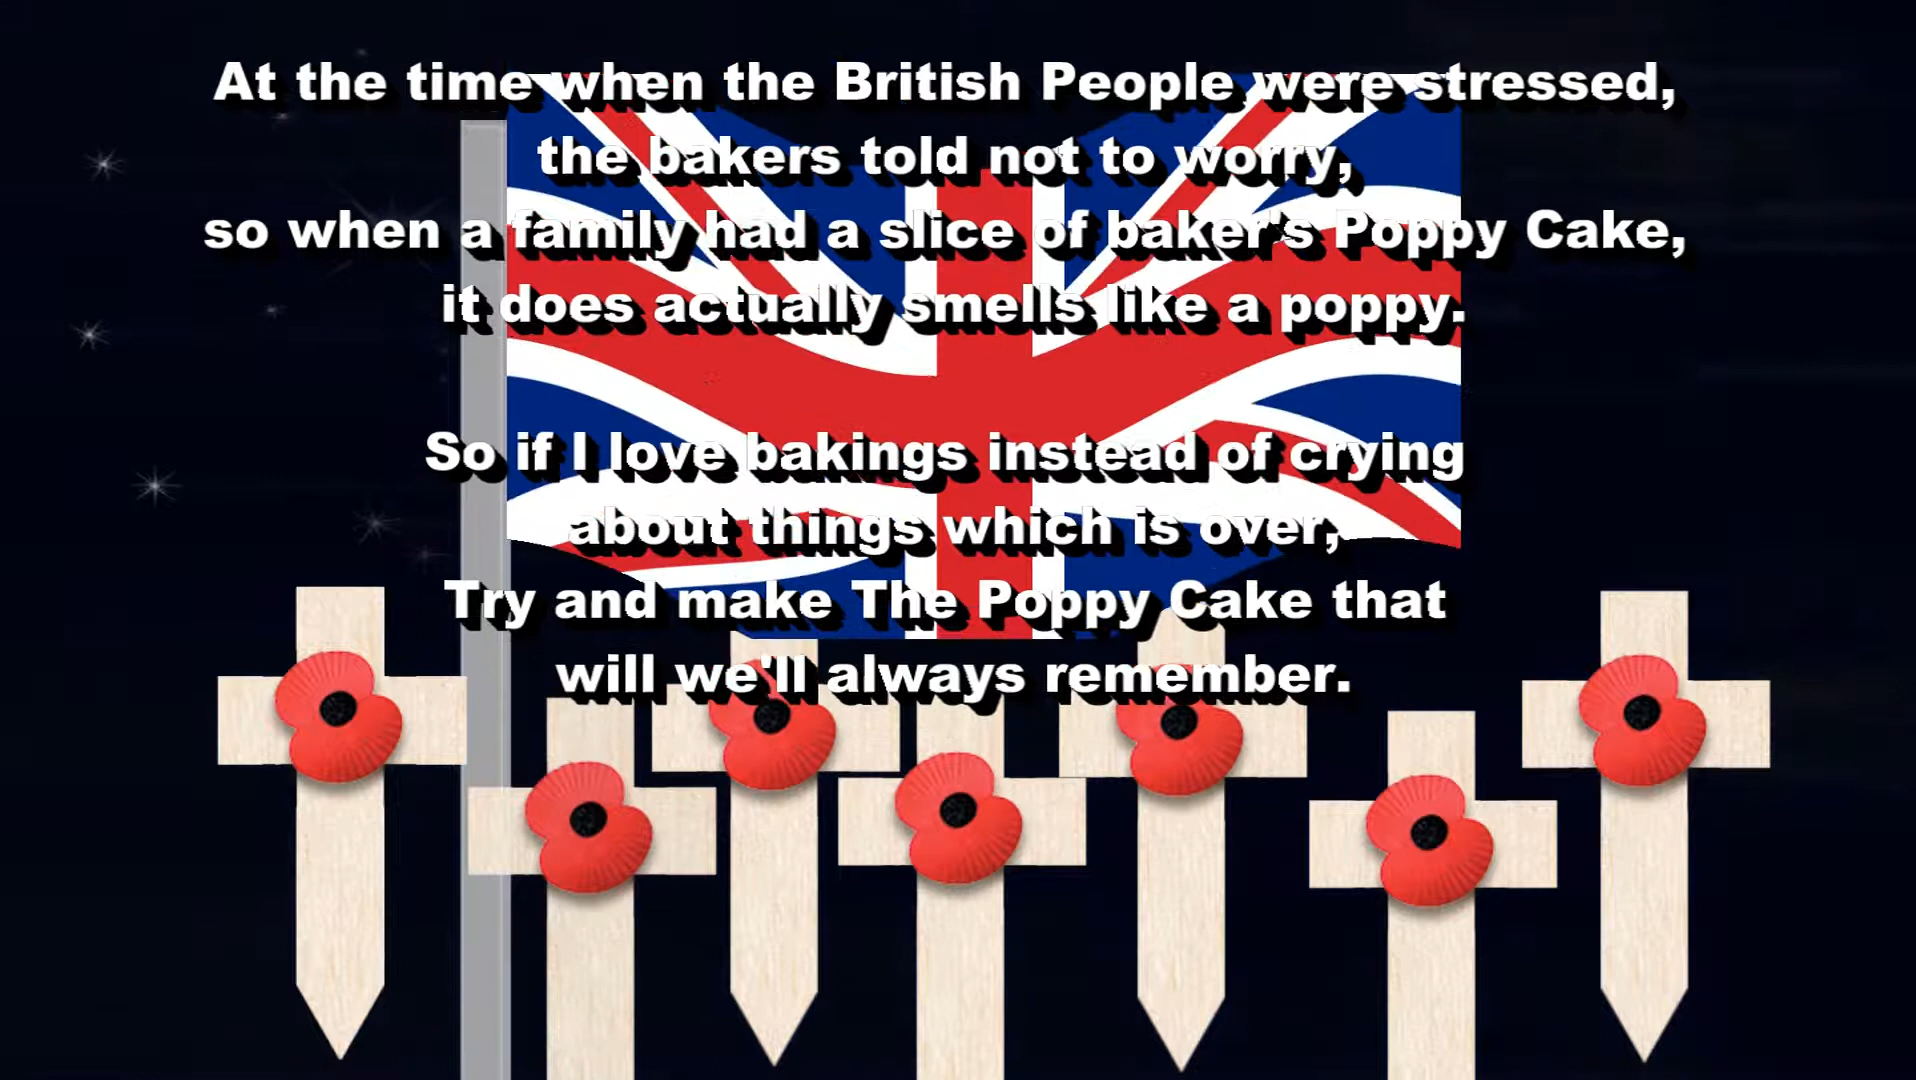 At the time when the British People were stressed,
the bakers told not to worry,
so when a family had a slice of baker's Poppy Cake,
it does actually smells like a poppy.
So if I love bakings instead of crying
about things which is over,
Try and make The Poppy Cake that
will we'll always remember.